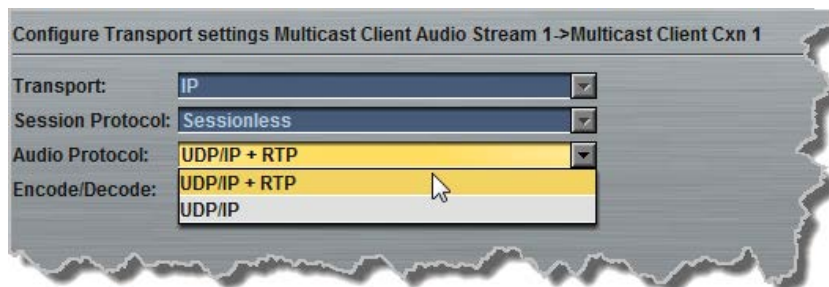 Configure Transport settings Multicast Client Audio Stream 1->Multicast Client Cxn 1
Transport: IP
Session Protocol: Sessionless
Audio Protocol: UDP/IP + RTP
Encode/Decode: UDP/IP + RTP
UDP/IP